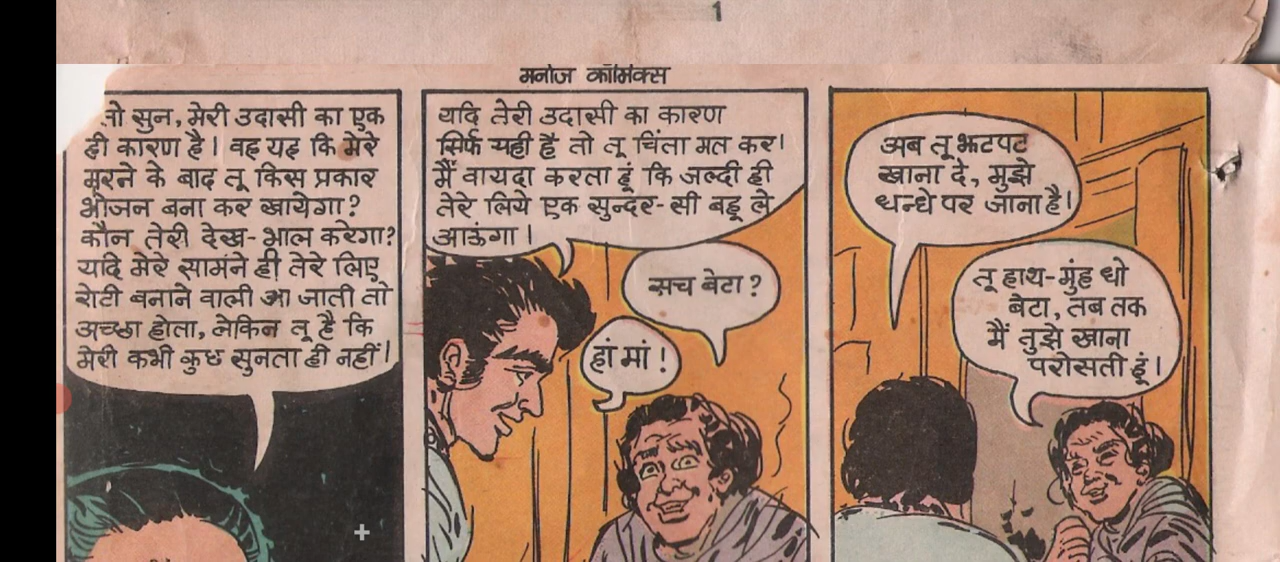 1
मनोज कॉमिक्स
तो सुन, मेरी उदासी का एक
ही कारण है। वह यह कि मेरे
मरने के बाद तू किस प्रकार
भोजन बना कर खायेगा?
कौन तेरी देख-भाल करेगा?
यदि मेरे सामने ही तेरे लिए
रोटी बनाने वाली आ जाती तो
अच्छा होता, लेकिन तू है कि
मेरी कभी कुछ सुनता ही नहीं।
यदि तेरी उदासी का कारण
सिर्फ यही है तो तू चिंता मत कर।
मैं वायदा करता हूं कि जल्दी ही
तेरे लिये एक सुन्दर-सी बहू ले
आऊंगा।
सच बेटा?
हां मां!
अब तू झटपट
खाना दे, मुझे
धन्धे पर जाना है।
तू हाथ-मुंह धो
बेटा, तब तक
मैं तुझे खाना
परोसती हूं।